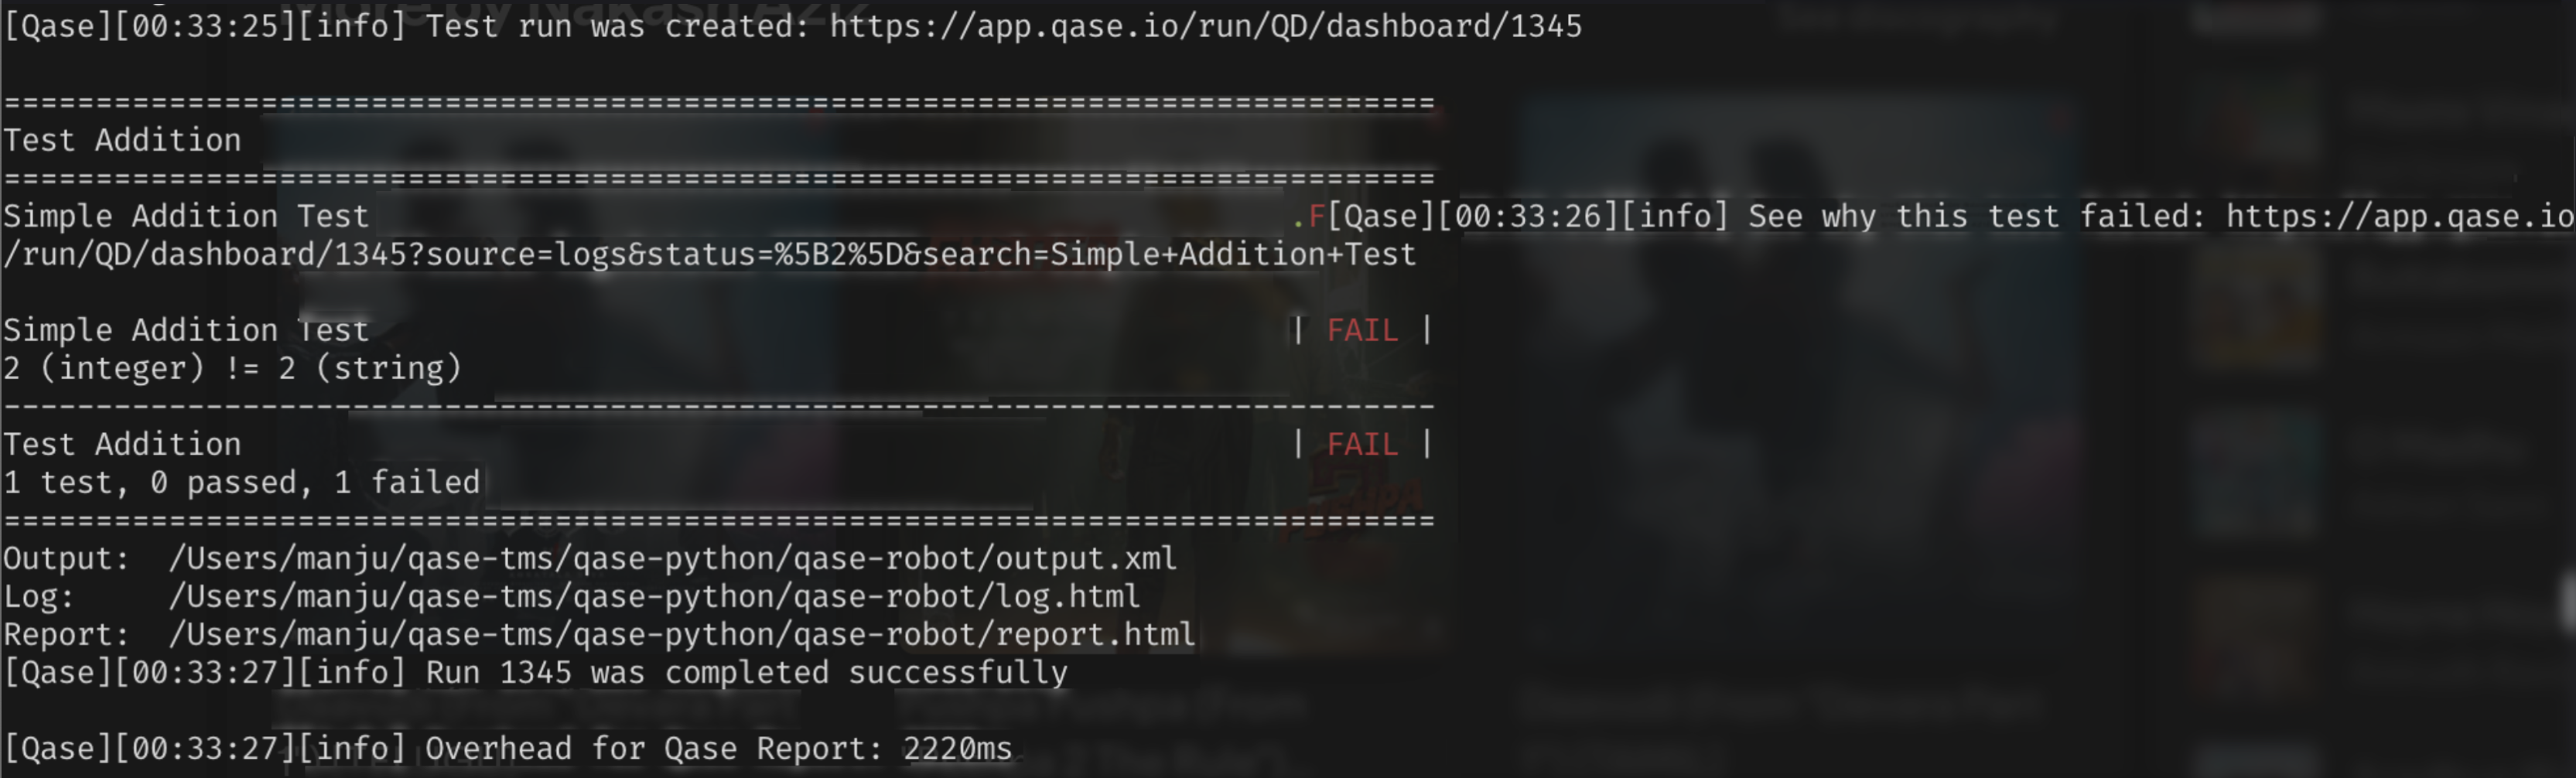 [Qase][00:33:25][info] Test run was created: https://app.qase.io/run/QD/dashboard/1345
==============================================================================
Test Addition
==============================================================================
Simple Addition Test .F[Qase][00:33:26][info] See why this test failed: https://app.qase.io
/run/QD/dashboard/1345?source=logs&status=%5B2%5D&search=Simple+Addition+Test
Simple Addition Test | FAIL |
2 (integer) != 2 (string)
------------------------------------------------------------------------------
Test Addition | FAIL |
1 test, 0 passed, 1 failed
==============================================================================
Output:  /Users/manju/qase-tms/qase-python/qase-robot/output.xml
Log:     /Users/manju/qase-tms/qase-python/qase-robot/log.html
Report:  /Users/manju/qase-tms/qase-python/qase-robot/report.html
[Qase][00:33:27][info] Run 1345 was completed successfully
[Qase][00:33:27][info] Overhead for Qase Report: 2220ms